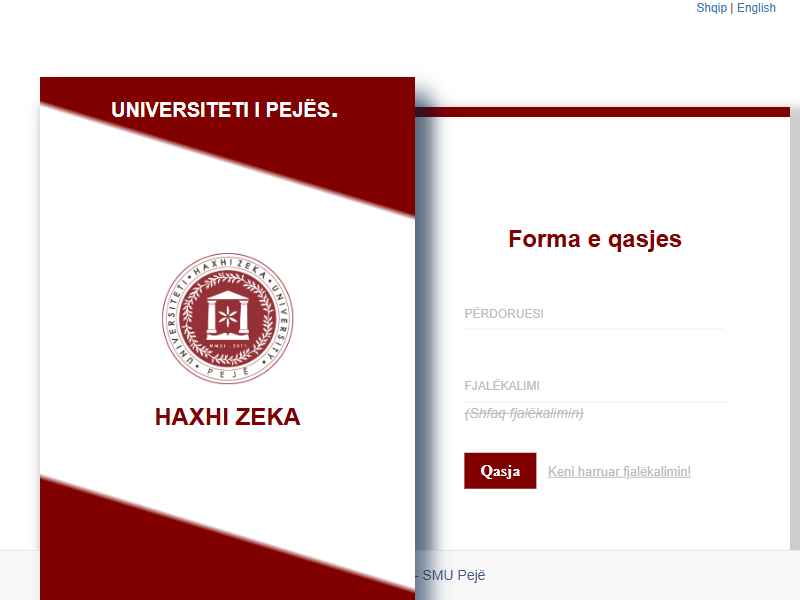 Shqip | English
UNIVERSITETI I PEJËS.
UNIVERSITETI • HAXHI ZEKA • UNIVERSITY • PEJË •
MMXI - 2011
HAXHI ZEKA
Forma e qasjes
PËRDORUESI
FJALËKALIMI
(Shfaq fjalëkalimin)
Qasja
Keni harruar fjalëkalimin!
- SMU Pejë